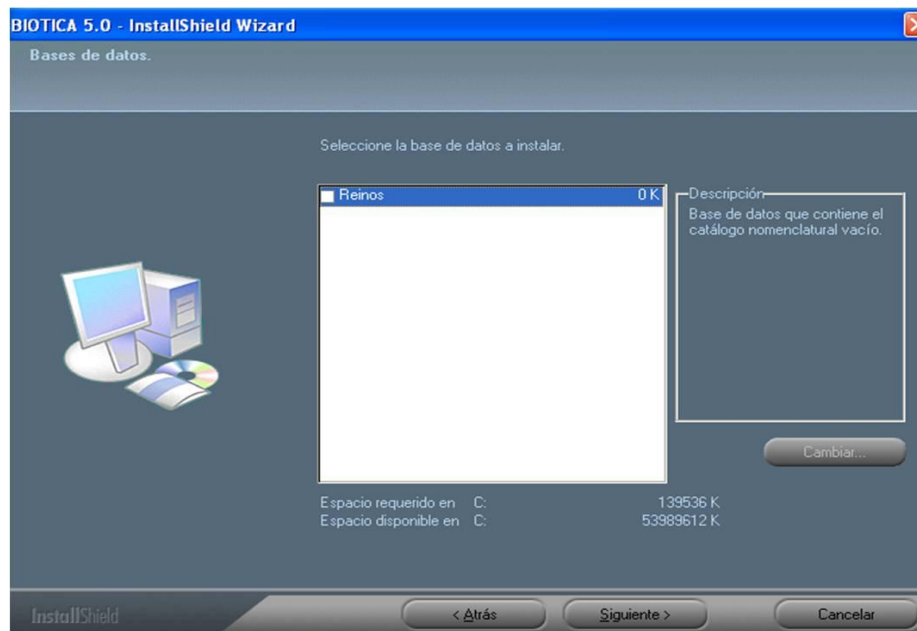 BIOTICA 5.0 - InstallShield Wizard
Bases de datos.
Seleccione la base de datos a instalar.
Reinos 0 K
Descripción
Base de datos que contiene el
catálogo nomenclatural vacío.
Cambiar...
Espacio requerido en C: 139536 K
Espacio disponible en C: 53989612 K
InstallShield
< Atrás
Siguiente >
Cancelar